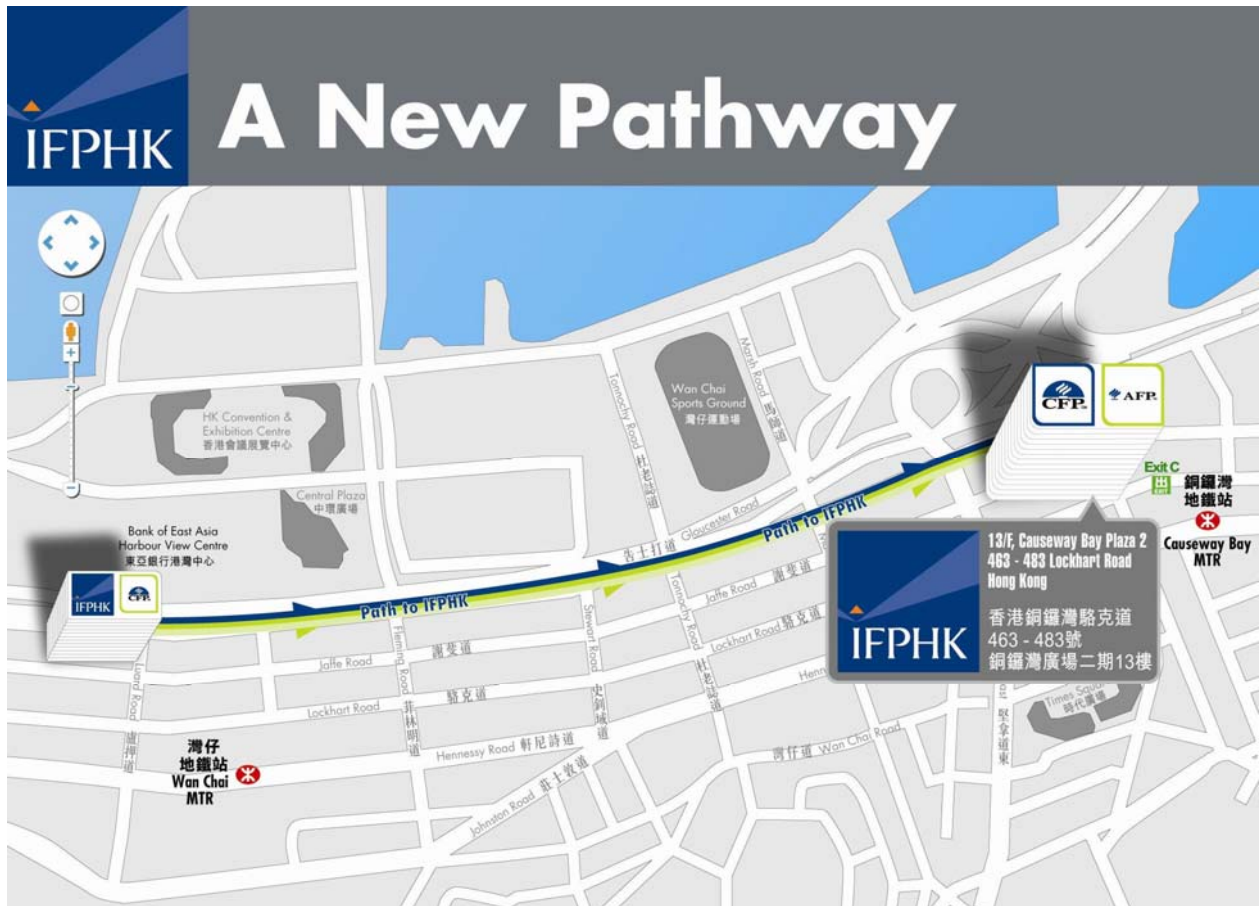 IFPHK
A New Pathway
HK Convention &
Exhibition Centre
香港會議展覽中心
Central Plaza
中環廣場
Bank of East Asia
Harbour View Centre
東亞銀行港灣中心
IFPHK
CFP
Tonnochy Road 杜老誌道
Wan Chai
Sports Ground
灣仔運動場
Marsh Road 馬師道
CFP
AFP
Exit C
出
EXIT
銅鑼灣
地鐵站
Causeway Bay
MTR
告士打道 Gloucester Road
Path to IFPHK
Path to IFPHK
13/F, Causeway Bay Plaza 2
463 - 483 Lockhart Road
Hong Kong
香港銅鑼灣駱克道
463 - 483號
銅鑼灣廣場二期13樓
IFPHK
Jaffe Road 謝斐道
Jaffe Road 謝斐道
Lockhart Road 駱克道
Lockhart Road 駱克道
Luard Road 盧押道
Fleming Road 菲林明道
Stewart Road 史釗域道
Tonnochy Road 杜老誌道
Hennessy Road 軒尼詩道
Johnston Road 莊士敦道
灣仔道 Wan Chai Road
堅拿道東
Times Square
時代廣場
灣仔
地鐵站
Wan Chai
MTR